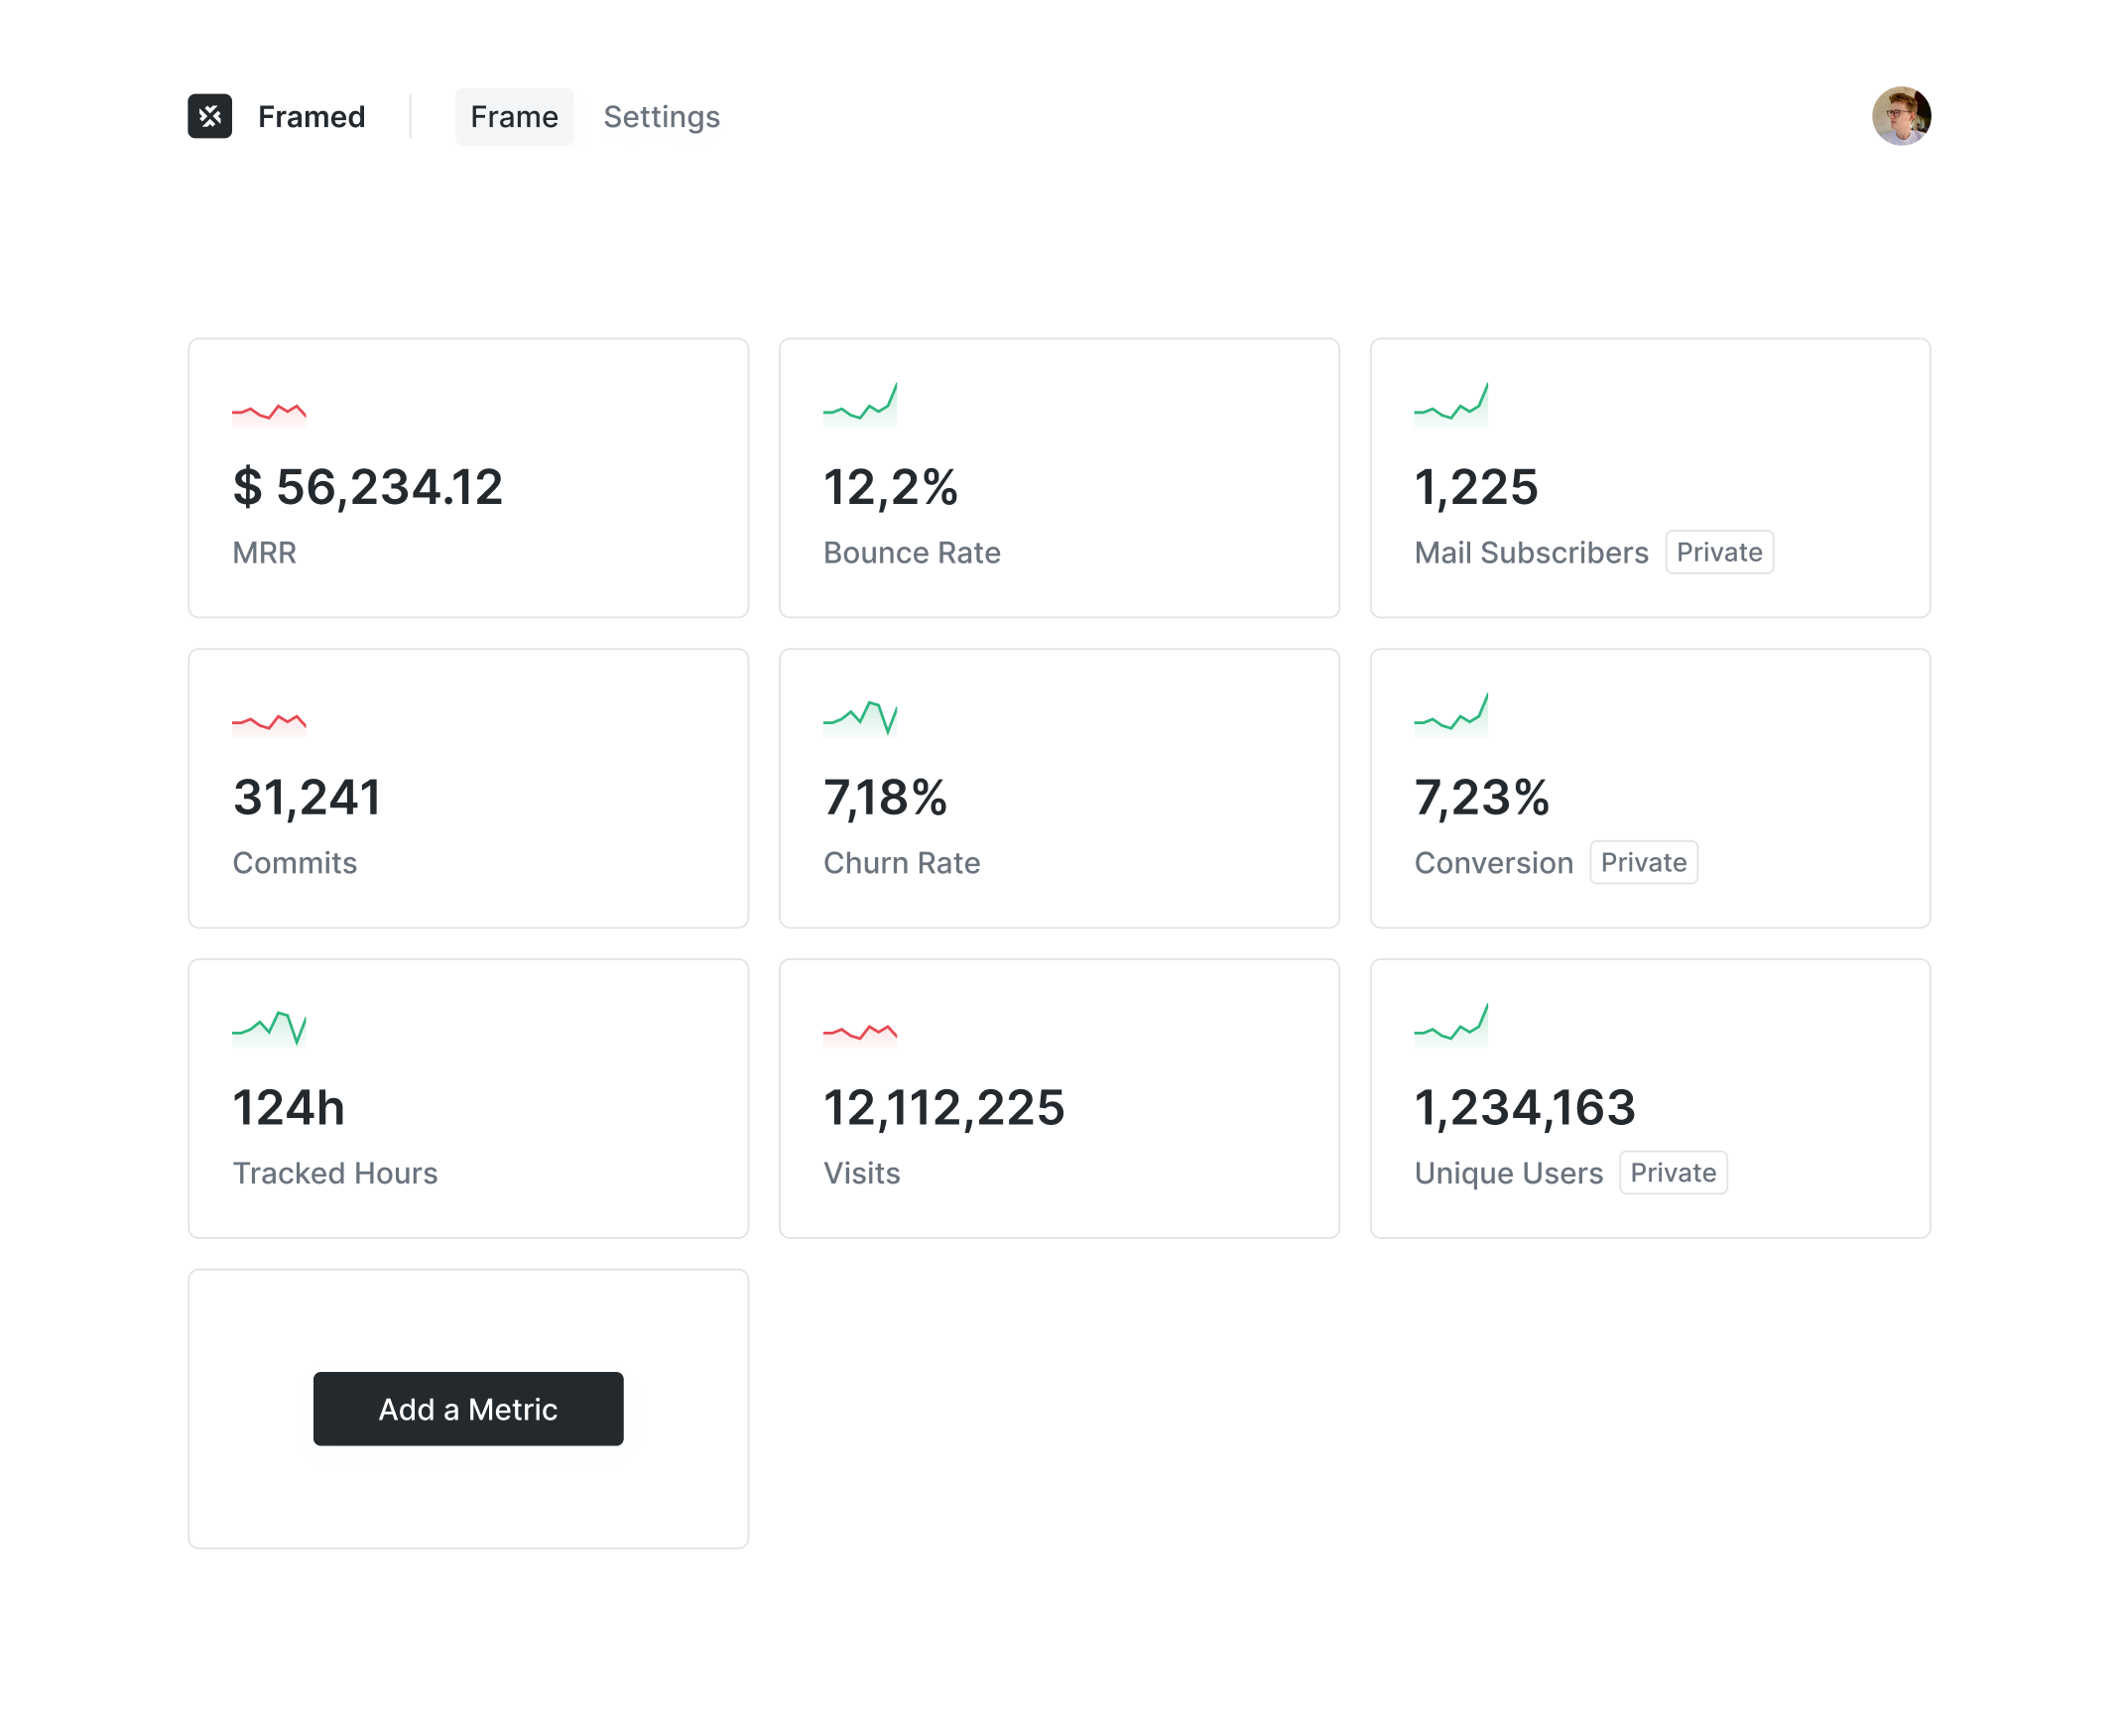 Framed
Frame
Settings
$ 56,234.12
MRR
12,2%
Bounce Rate
1,225
Mail Subscribers Private
31,241
Commits
7,18%
Churn Rate
7,23%
Conversion Private
124h
Tracked Hours
12,112,225
Visits
1,234,163
Unique Users Private
Add a Metric